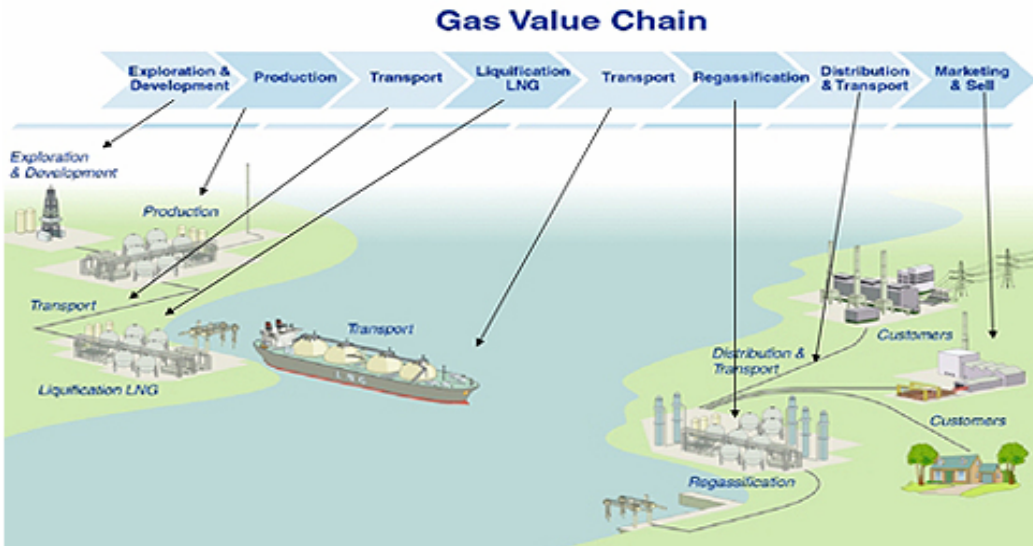 Gas Value Chain
Exploration &
Development
Production
Transport
Liquification
LNG
Transport
Regassification
Distribution
& Transport
Marketing
& Sell
Exploration
& Development
Production
Transport
Liquification LNG
Transport
LNG
Customers
Distribution &
Transport
Customers
Regassification